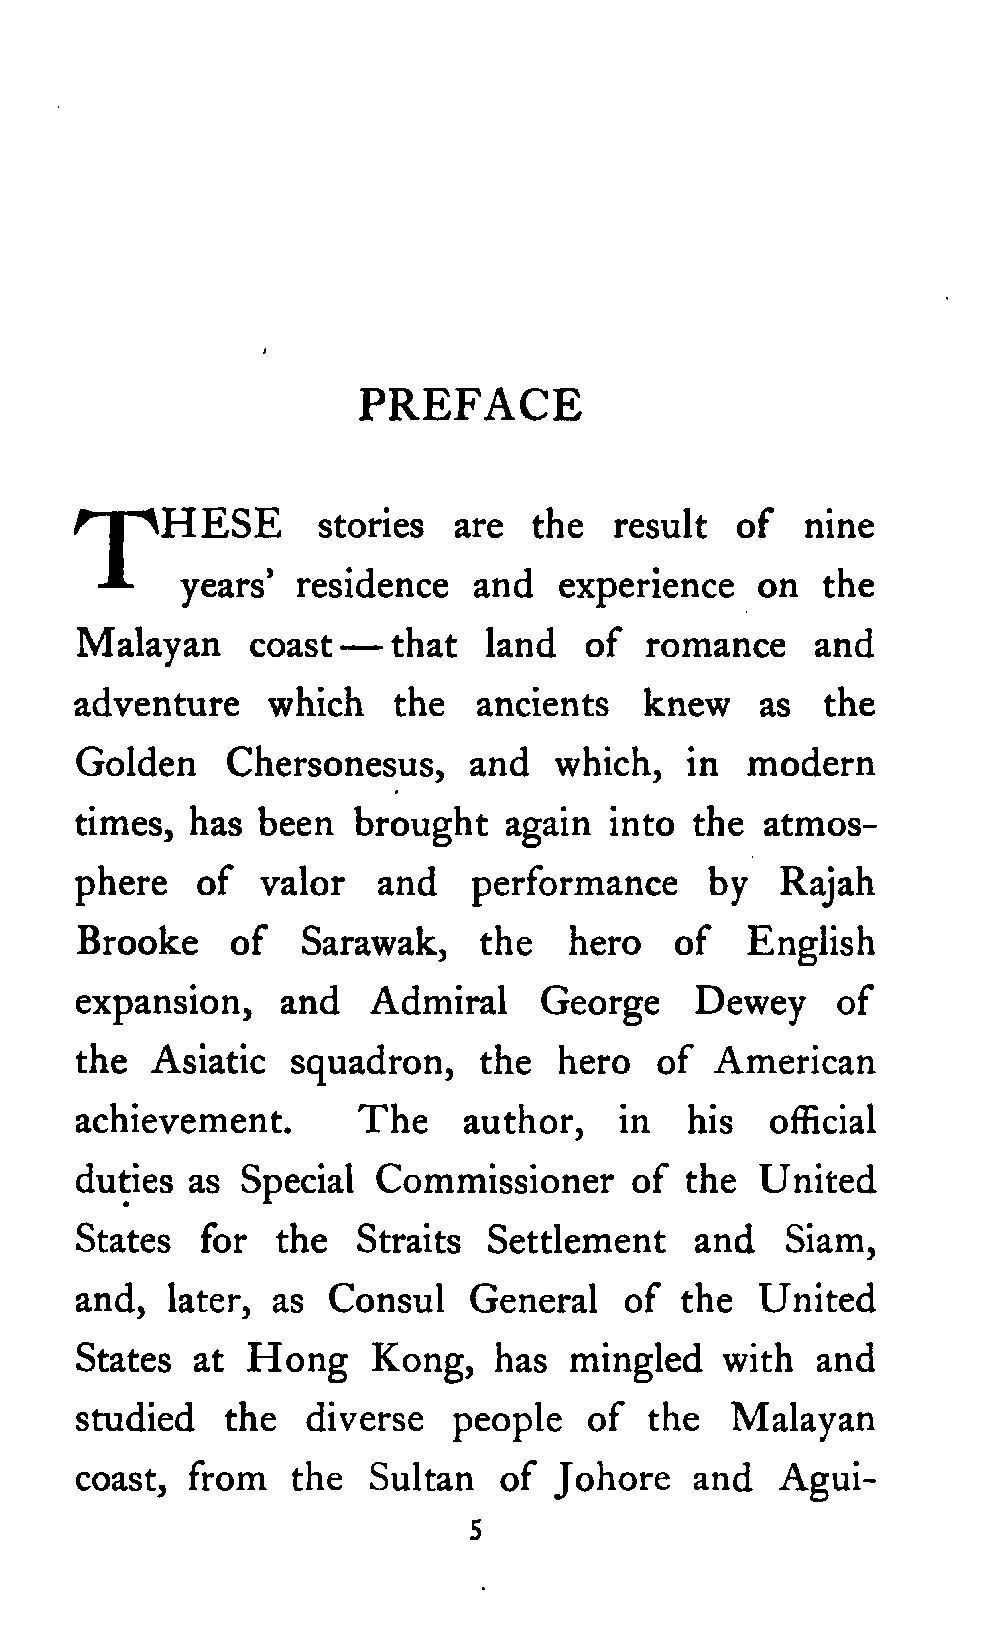 PREFACE
THESE stories are the result of nine
years' residence and experience on the
Malayan coast — that land of romance and
adventure which the ancients knew as the
Golden Chersonesus, and which, in modern
times, has been brought again into the atmos-
phere of valor and performance by Rajah
Brooke of Sarawak, the hero of English
expansion, and Admiral George Dewey of
the Asiatic squadron, the hero of American
achievement. The author, in his official
duties as Special Commissioner of the United
States for the Straits Settlement and Siam,
and, later, as Consul General of the United
States at Hong Kong, has mingled with and
studied the diverse people of the Malayan
coast, from the Sultan of Johore and Agui-
5